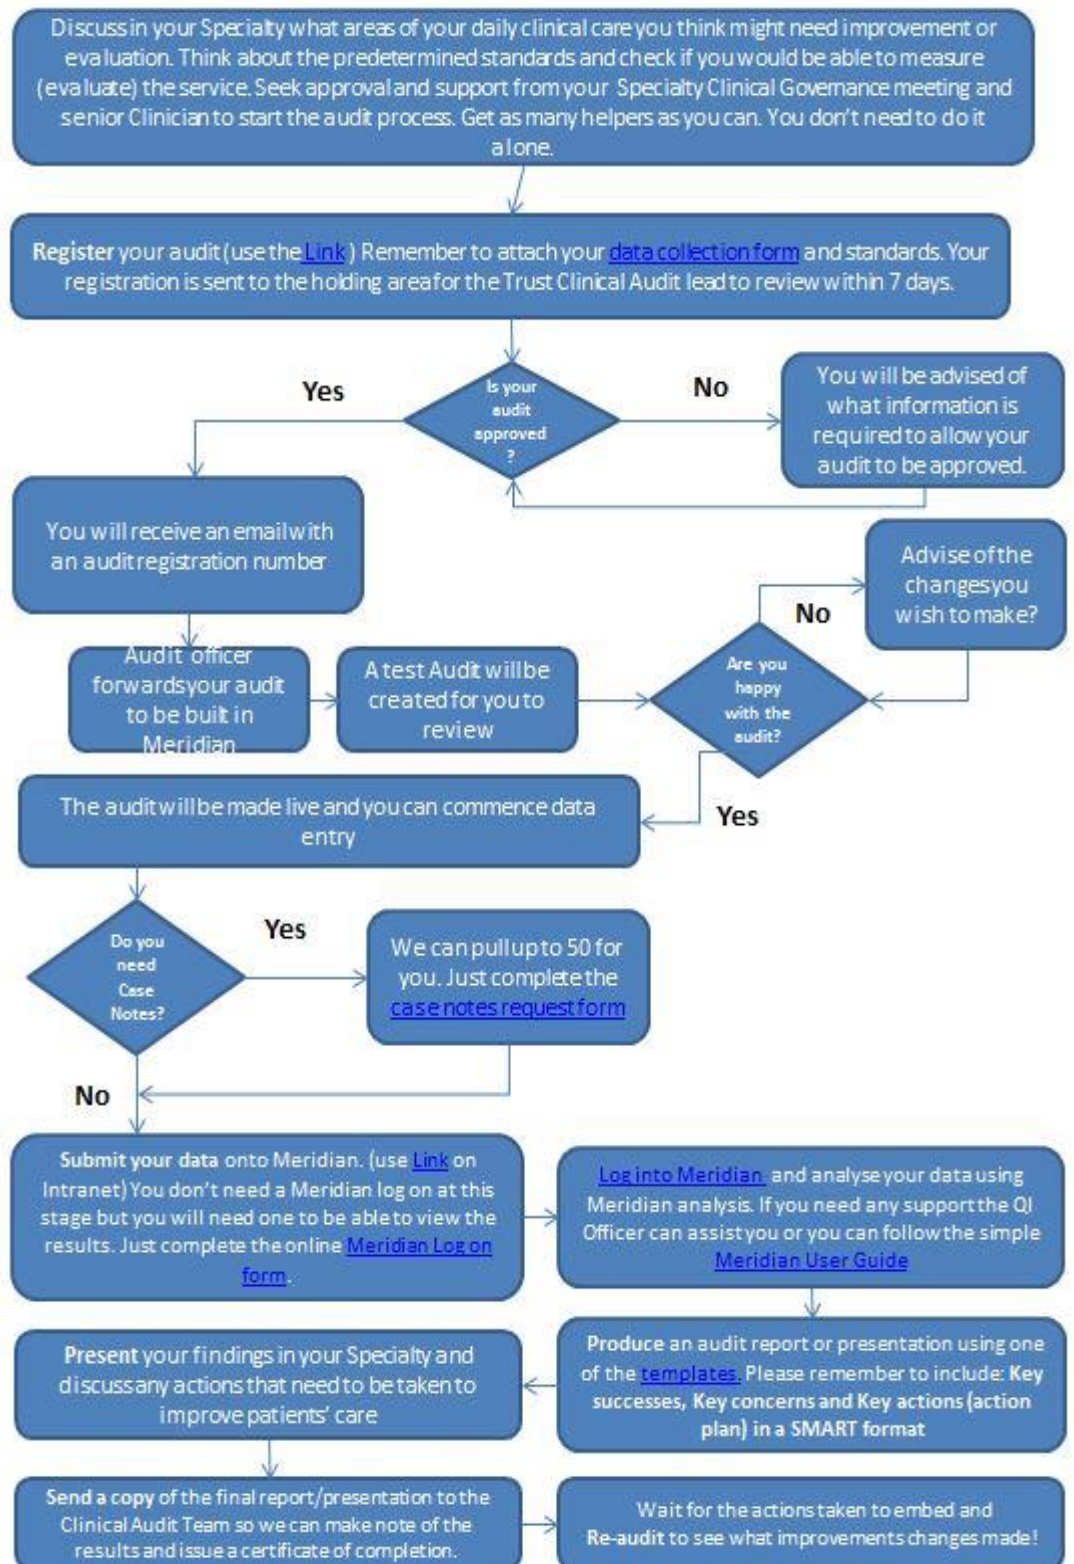 Discuss in your Specialty what areas of your daily clinical care you think might need improvement or
evaluation. Think about the predetermined standards and check if you would be able to measure
(evaluate) the service. Seek approval and support from your Specialty Clinical Governance meeting and
senior Clinician to start the audit process. Get as many helpers as you can. You don't need to do it
alone.
Register your audit (use the Link ) Remember to attach your data collection form and standards. Your
registration is sent to the holding area for the Trust Clinical Audit lead to review within 7 days.
Is your
audit
approved
?
Yes
No
You will be advised of
what information is
required to allow your
audit to be approved.
You will receive an email with
an audit registration number
Audit officer
forwards your audit
to be built in
Meridian
A test Audit will be
created for you to
review
Are you
happy
with the
audit?
No
Advise of the
changes you
wish to make?
Yes
The audit will be made live and you can commence data
entry
Do you
need
Case
Notes?
Yes
We can pull up to 50 for
you. Just complete the
case notes request form
No
Submit your data onto Meridian. (use Link on
Intranet) You don't need a Meridian log on at this
stage but you will need one to be able to view the
results. Just complete the online Meridian Log on
form.
Log into Meridian and analyse your data using
Meridian analysis. If you need any support the QI
Officer can assist you or you can follow the simple
Meridian User Guide
Produce an audit report or presentation using one
of the templates. Please remember to include: Key
successes, Key concerns and Key actions (action
plan) in a SMART format
Present your findings in your Specialty and
discuss any actions that need to be taken to
improve patients' care
Send a copy of the final report/presentation to the
Clinical Audit Team so we can make note of the
results and issue a certificate of completion.
Wait for the actions taken to embed and
Re-audit to see what improvements changes made!